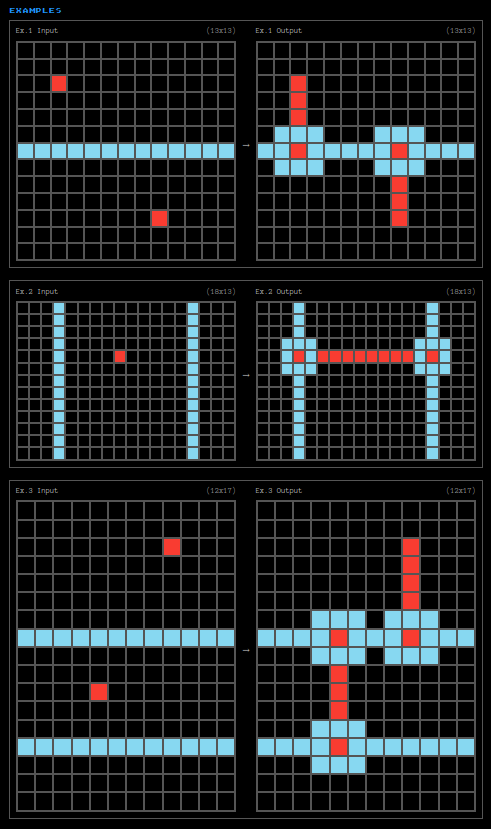 EXAMPLES
Ex.1 Input (13x13) Ex.1 Output (13x13)
→
Ex.2 Input (18x13) Ex.2 Output (18x13)
→
Ex.3 Input (12x17) Ex.3 Output (12x17)
→